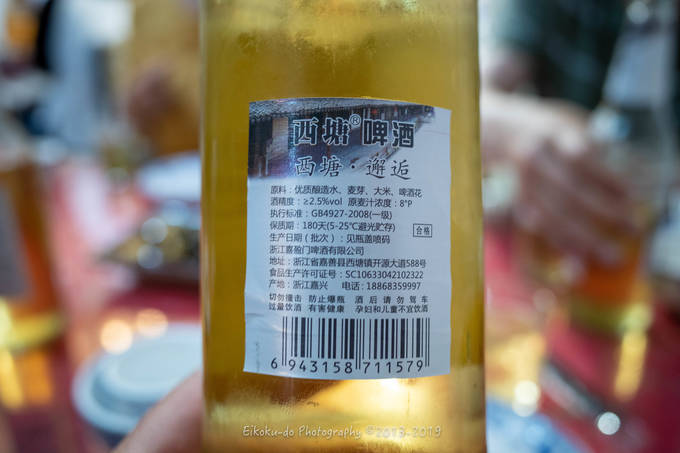 西塘® 啤酒
西塘·邂逅
原料：优质酿造水、麦芽、大米、啤酒花
酒精度：≥2.5%vol 原麦汁浓度：8°P
执行标准：GB4927-2008(一级)
保质期：180天(5-25℃避光贮存)
合格
生产日期（批次）：见瓶盖喷码
浙江嘉盈门啤酒有限公司
地址：浙江省嘉善县西塘镇开源大道588号
食品生产许可证号：SC10633042102322
产地：浙江嘉兴 电话：18868359997
切勿撞击 防止爆瓶 酒后请勿驾车
过量饮酒 有害健康 孕妇和儿童不宜饮酒
6 943158 711579
Eikoku-do Photography ©2013-2019